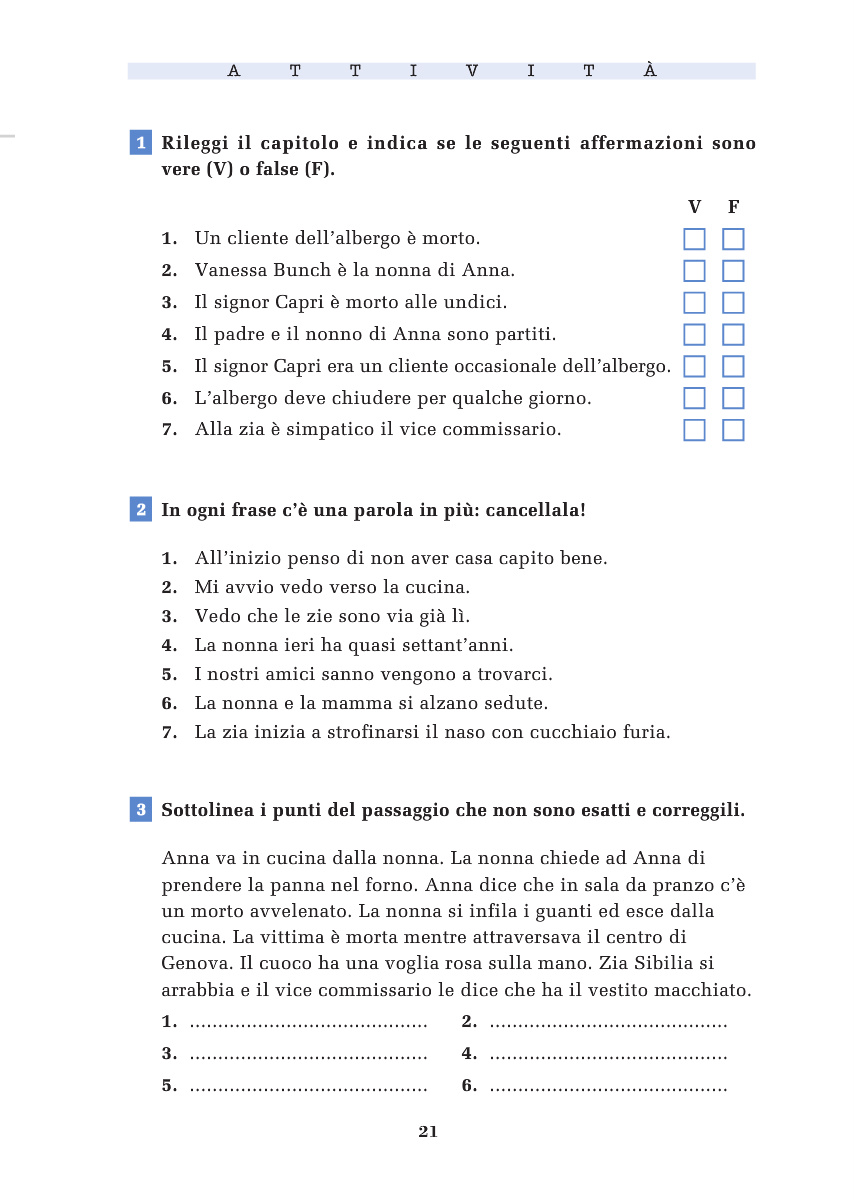 A T T I V I T À
1 Rileggi il capitolo e indica se le seguenti affermazioni sono
vere (V) o false (F).
V F
1. Un cliente dell’albergo è morto.
2. Vanessa Bunch è la nonna di Anna.
3. Il signor Capri è morto alle undici.
4. Il padre e il nonno di Anna sono partiti.
5. Il signor Capri era un cliente occasionale dell’albergo.
6. L’albergo deve chiudere per qualche giorno.
7. Alla zia è simpatico il vice commissario.
2 In ogni frase c’è una parola in più: cancellala!
1. All’inizio penso di non aver casa capito bene.
2. Mi avvio vedo verso la cucina.
3. Vedo che le zie sono via già lì.
4. La nonna ieri ha quasi settant’anni.
5. I nostri amici sanno vengono a trovarci.
6. La nonna e la mamma si alzano sedute.
7. La zia inizia a strofinarsi il naso con cucchiaio furia.
3 Sottolinea i punti del passaggio che non sono esatti e correggili.
Anna va in cucina dalla nonna. La nonna chiede ad Anna di
prendere la panna nel forno. Anna dice che in sala da pranzo c’è
un morto avvelenato. La nonna si infila i guanti ed esce dalla
cucina. La vittima è morta mentre attraversava il centro di
Genova. Il cuoco ha una voglia rosa sulla mano. Zia Sibilia si
arrabbia e il vice commissario le dice che ha il vestito macchiato.
1. .......................................... 2. ..........................................
3. .......................................... 4. ..........................................
5. .......................................... 6. ..........................................
21